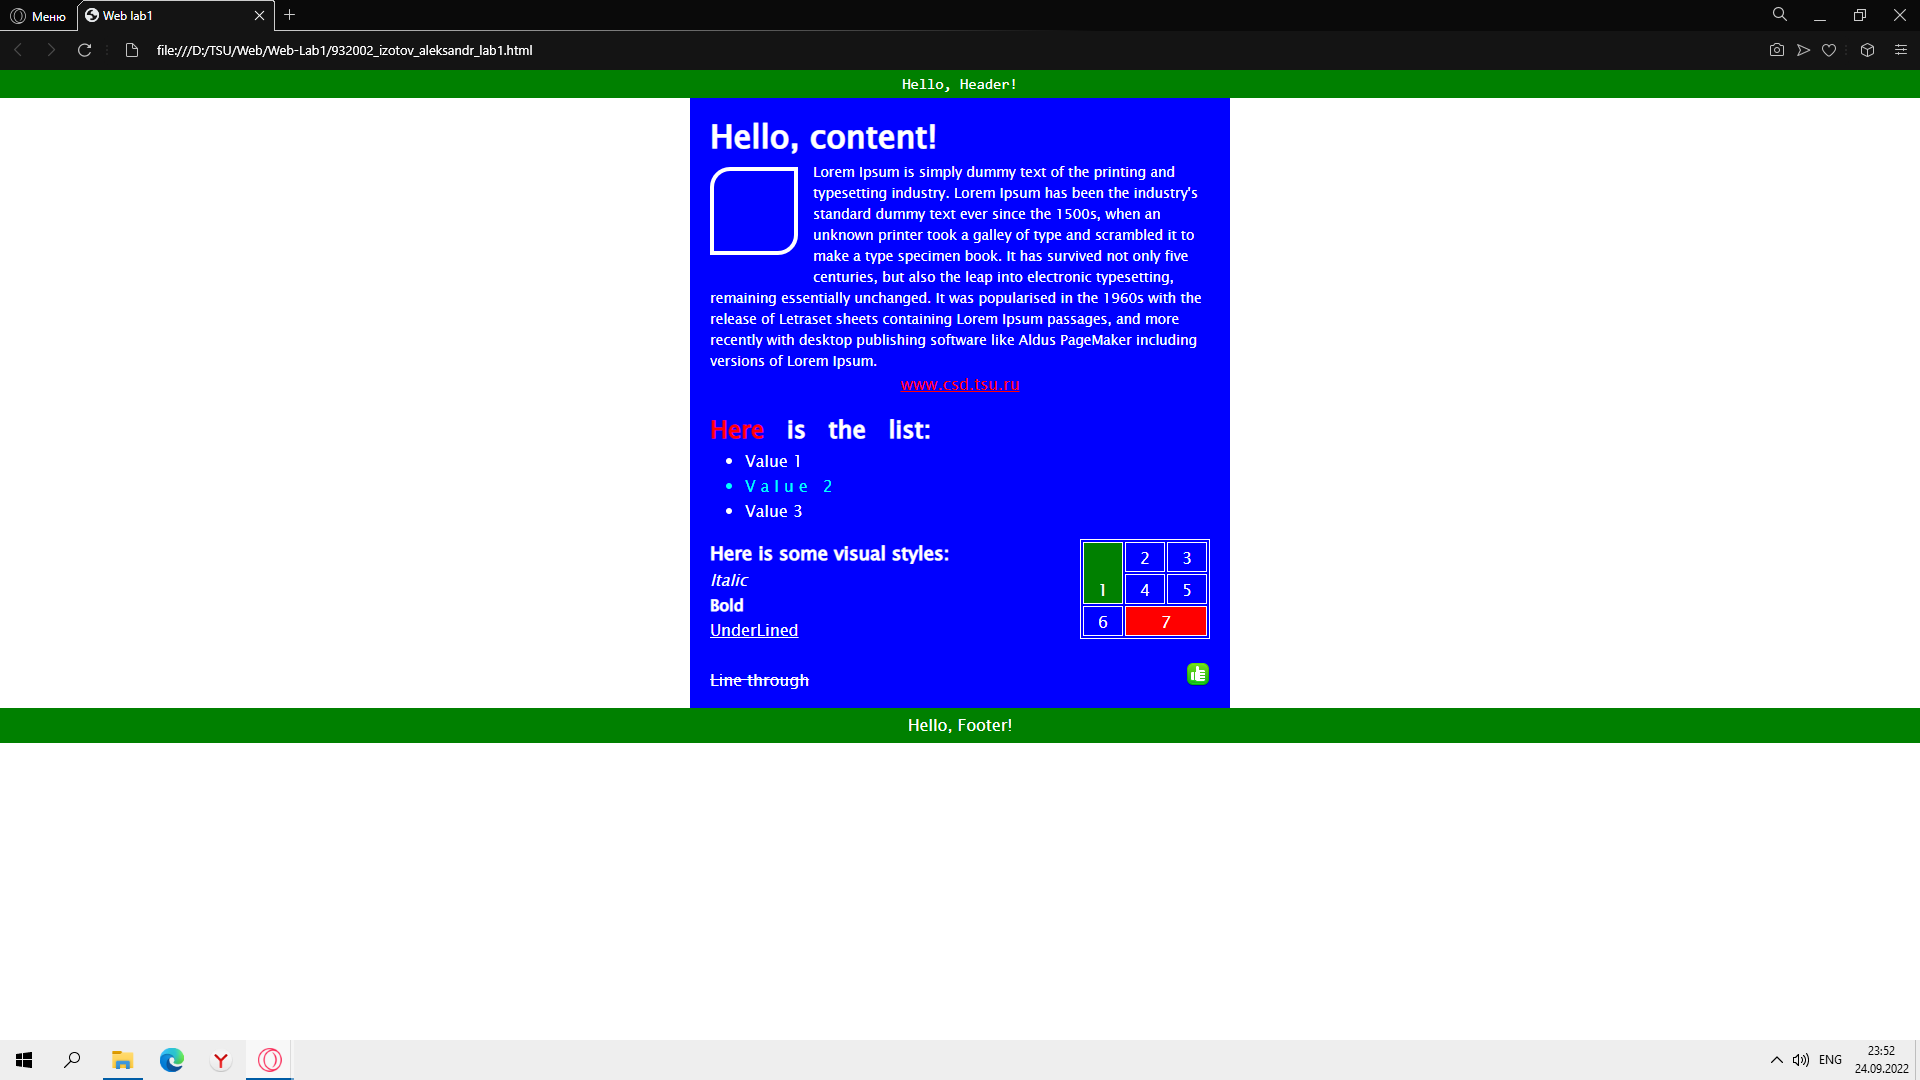 Меню
Web lab1
file:///D:/TSU/Web/Web-Lab1/932002_izotov_aleksandr_lab1.html
Hello, Header!
Hello, content!
Lorem Ipsum is simply dummy text of the printing and
typesetting industry. Lorem Ipsum has been the industry's
standard dummy text ever since the 1500s, when an
unknown printer took a galley of type and scrambled it to
make a type specimen book. It has survived not only five
centuries, but also the leap into electronic typesetting,
remaining essentially unchanged. It was popularised in the 1960s with the
release of Letraset sheets containing Lorem Ipsum passages, and more
recently with desktop publishing software like Aldus PageMaker including
versions of Lorem Ipsum.
www.csd.tsu.ru
Here is the list:
• Value 1
• Value 2
• Value 3
Here is some visual styles:
Italic
Bold
UnderLined
Line through
2 3
1 4 5
6 7
Hello, Footer!
ENG
23:52
24.09.2022